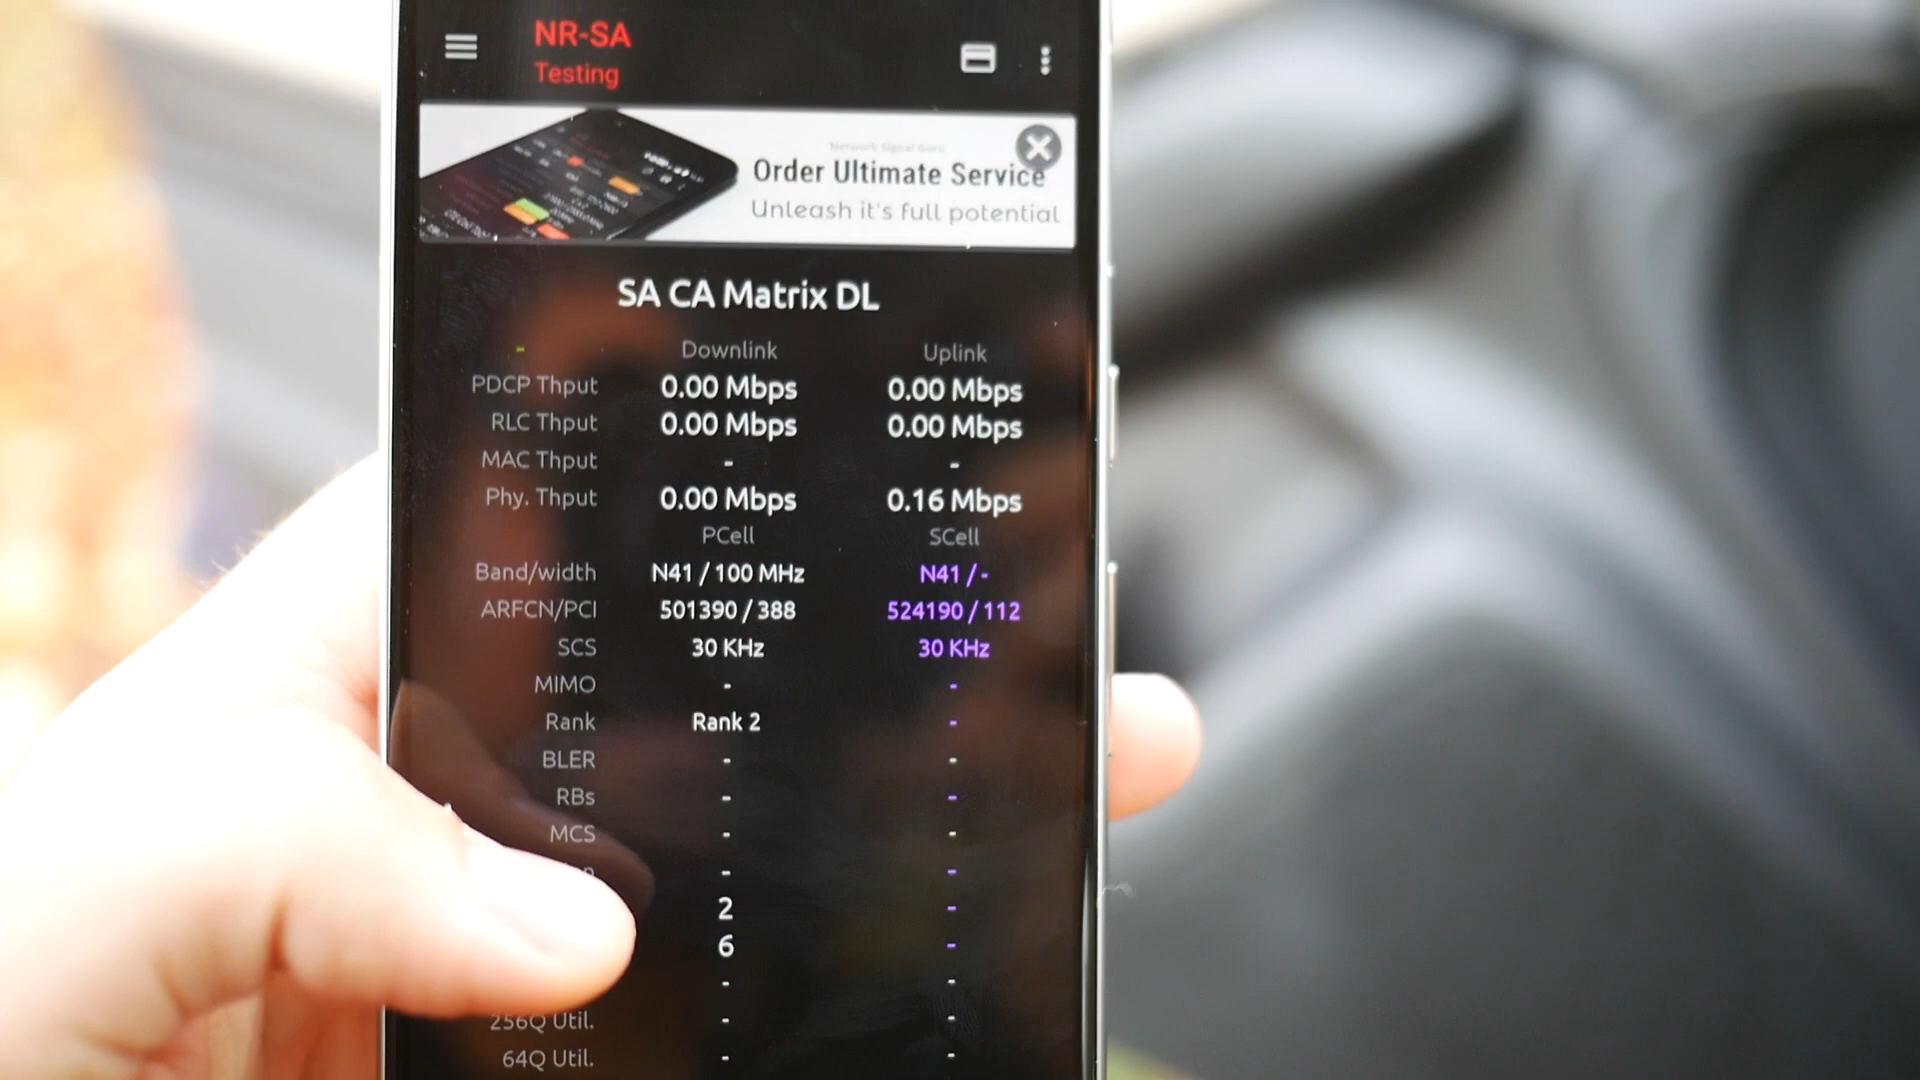 NR-SA
Testing
Network Signal Guru
Order Ultimate Service
Unleash it's full potential
SA CA Matrix DL
- Downlink Uplink
PDCP Thput 0.00 Mbps 0.00 Mbps
RLC Thput 0.00 Mbps 0.00 Mbps
MAC Thput - -
Phy. Thput 0.00 Mbps 0.16 Mbps
PCell SCell
Band/width N41 / 100 MHz N41 / -
ARFCN/PCI 501390 / 388 524190 / 112
SCS 30 KHz 30 KHz
MIMO - -
Rank Rank 2 -
BLER - -
RBs - -
MCS - -
- -
2 -
6 -
- -
256Q Util. - -
64Q Util. - -